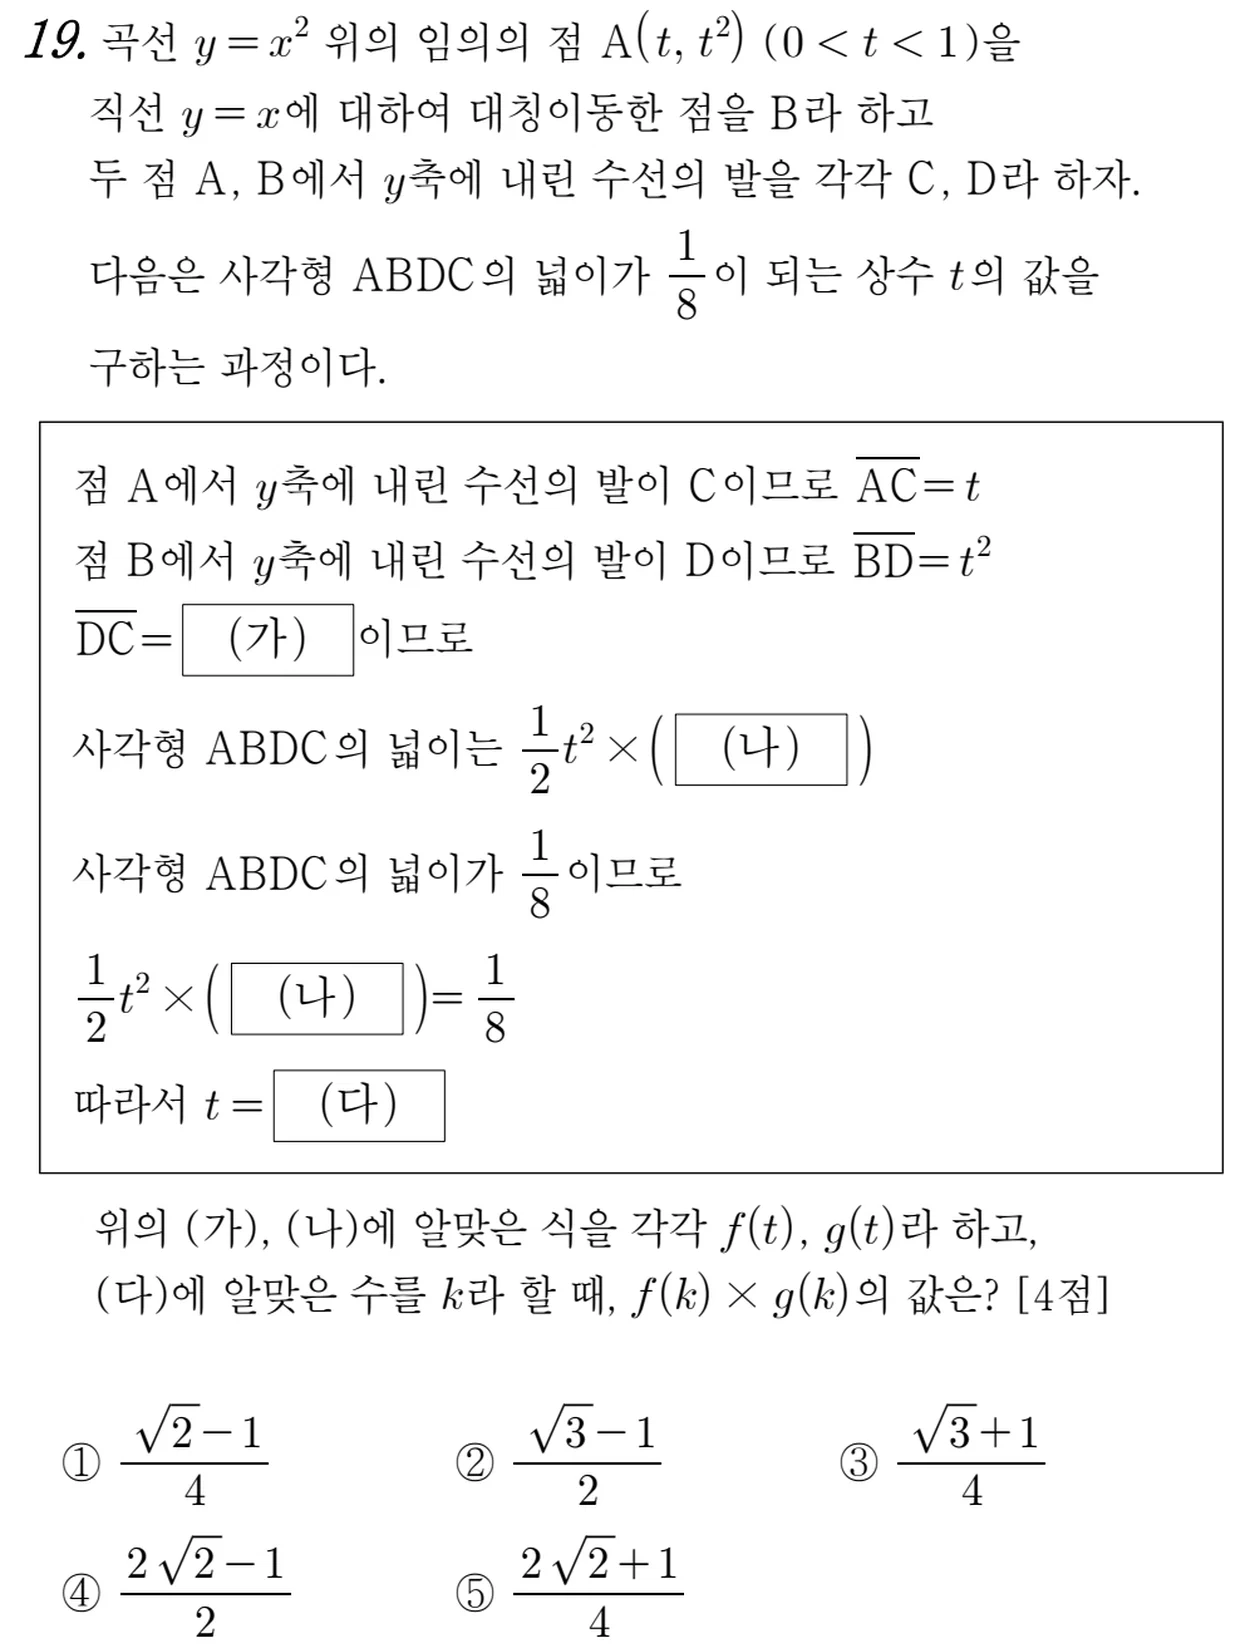 19. 곡선 y=x² 위의 임의의 점 A(t, t²) (0<t<1)을
직선 y=x에 대하여 대칭이동한 점을 B라 하고
두 점 A, B에서 y축에 내린 수선의 발을 각각 C, D라 하자.
다음은 사각형 ABDC의 넓이가 1/8이 되는 상수 t의 값을
구하는 과정이다.
점 A에서 y축에 내린 수선의 발이 C이므로 A̅C̅=t
점 B에서 y축에 내린 수선의 발이 D이므로 B̅D̅=t²
D̅C̅= (가) 이므로
사각형 ABDC의 넓이는 1/2 t²×( (나) )
사각형 ABDC의 넓이가 1/8이므로
1/2 t²×( (나) )=1/8
따라서 t= (다)
위의 (가), (나)에 알맞은 식을 각각 f(t), g(t)라 하고,
(다)에 알맞은 수를 k라 할 때, f(k)×g(k)의 값은? [4점]
① (√2-1)/4 ② (√3-1)/2 ③ (√3+1)/4
④ (2√2-1)/2 ⑤ (2√2+1)/4